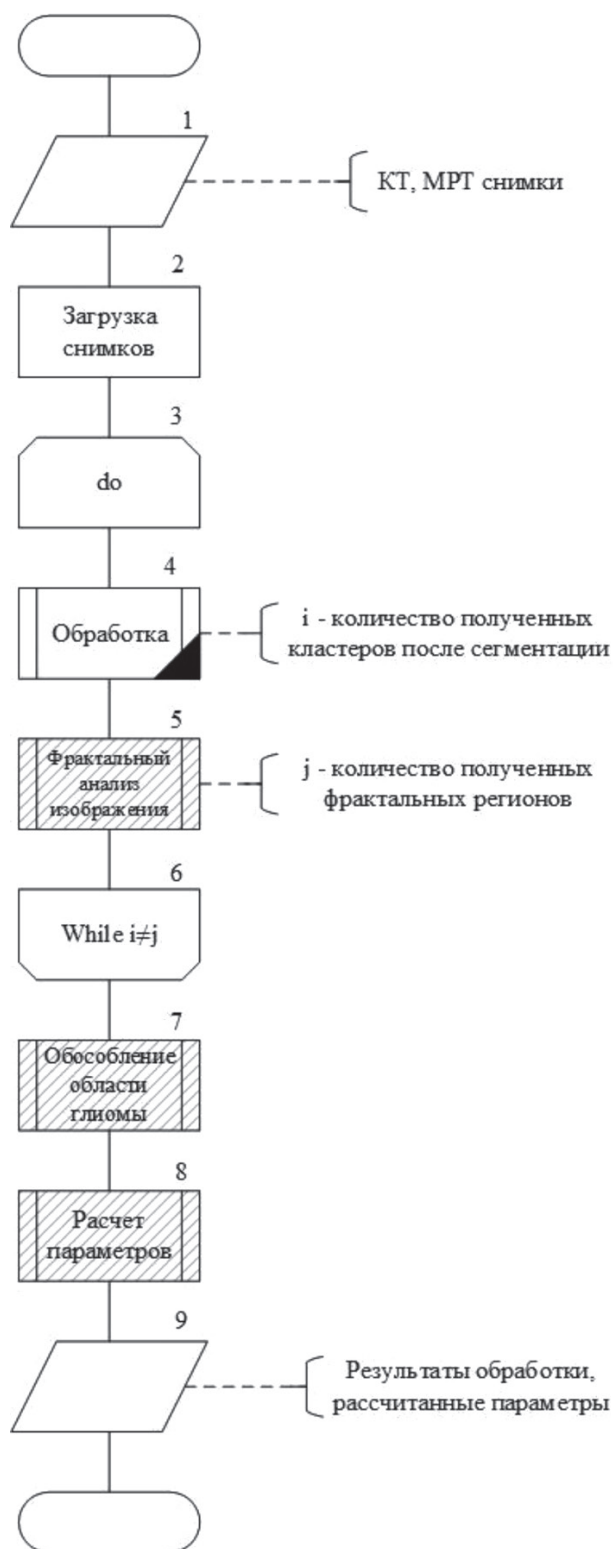 1
КТ, МРТ снимки
2
Загрузка
снимков
3
do
4
Обработка
i - количество полученных
кластеров после сегментации
5
Фрактальный
анализ
изображения
j - количество полученных
фрактальных регионов
6
While i≠j
7
Обособление
области
глиомы
8
Расчет
параметров
9
Результаты обработки,
рассчитанные параметры